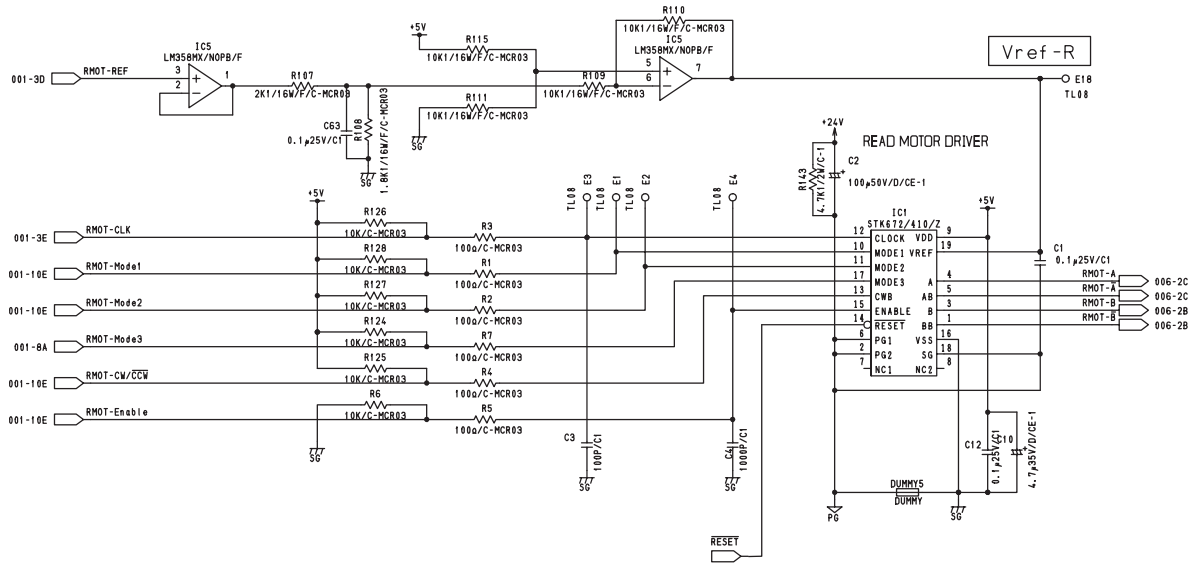 R110
+5V
10K1/16W/F/C-MCR03
IC5
LM358MX/NOPB/F
R115
10K1/16W/F/C-MCR03
IC5
LM358MX/NOPB/F
Vref-R
001-3D
RMOT-REF
3
2
1
R107
2K1/16W/F/C-MCR03
5
6
7
R109
10K1/16W/F/C-MCR03
E18
TL08
R111
10K1/16W/F/C-MCR03
SG
C63
0.1μ25V/C1
R108
1.8K1/16W/F/C-MCR03
SG
+24V
READ MOTOR DRIVER
R143
4.7K1/2W/C-1
C2
100μ50V/D/CE-1
+5V
TL08 E3
TL08 E1
TL08 E2
TL08 E4
+5V
IC1
STK672/410/Z
001-3E
RMOT-CLK
R126
10K/C-MCR03
R3
100Ω/C-MCR03
001-10E
RMOT-Mode1
R128
10K/C-MCR03
R1
100Ω/C-MCR03
001-10E
RMOT-Mode2
R127
10K/C-MCR03
R2
100Ω/C-MCR03
001-8A
RMOT-Mode3
R124
10K/C-MCR03
R7
100Ω/C-MCR03
001-10E
RMOT-CW/CCW
R125
10K/C-MCR03
R4
100Ω/C-MCR03
001-10E
RMOT-Enable
R6
10K/C-MCR03
R5
100Ω/C-MCR03
SG
12 CLOCK VDD 9
10 MODE1 VREF 19
11 MODE2
17 MODE3 A 4
13 CWB AB 5
15 ENABLE B 3
14 RESET BB 1
6 PG1 VSS 16
2 PG2 SG 18
7 NC1 NC2 8
C1
0.1μ25V/C1
RMOT-A 006-2C
RMOT-A 006-2C
RMOT-B 006-2B
RMOT-B 006-2B
C3
100P/C1
SG
C4
1000P/C1
SG
C12
0.1μ25V/C1
C10
4.7μ35V/D/CE-1
DUMMY5
DUMMY
PG
SG
RESET